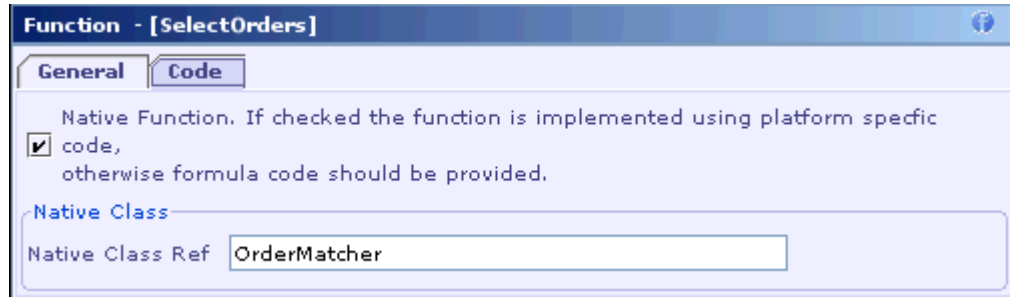 Function - [SelectOrders]
General Code
Native Function. If checked the function is implemented using platform specfic
code,
otherwise formula code should be provided.
Native Class
Native Class Ref OrderMatcher